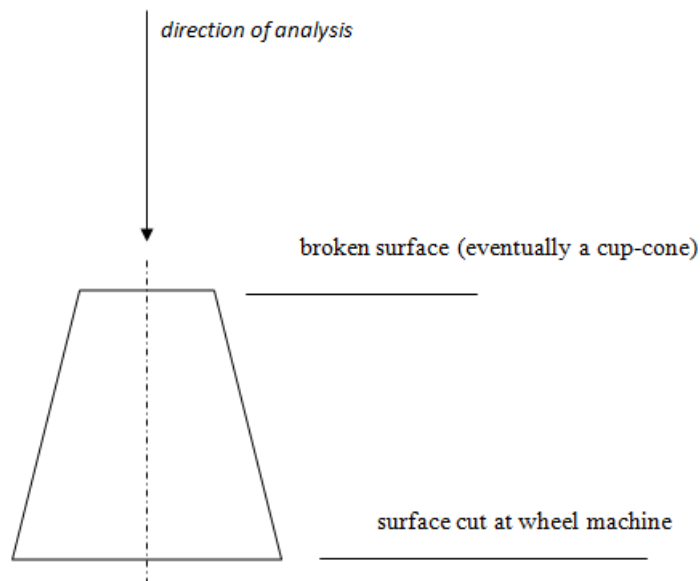 direction of analysis
broken surface (eventually a cup-cone)
surface cut at wheel machine